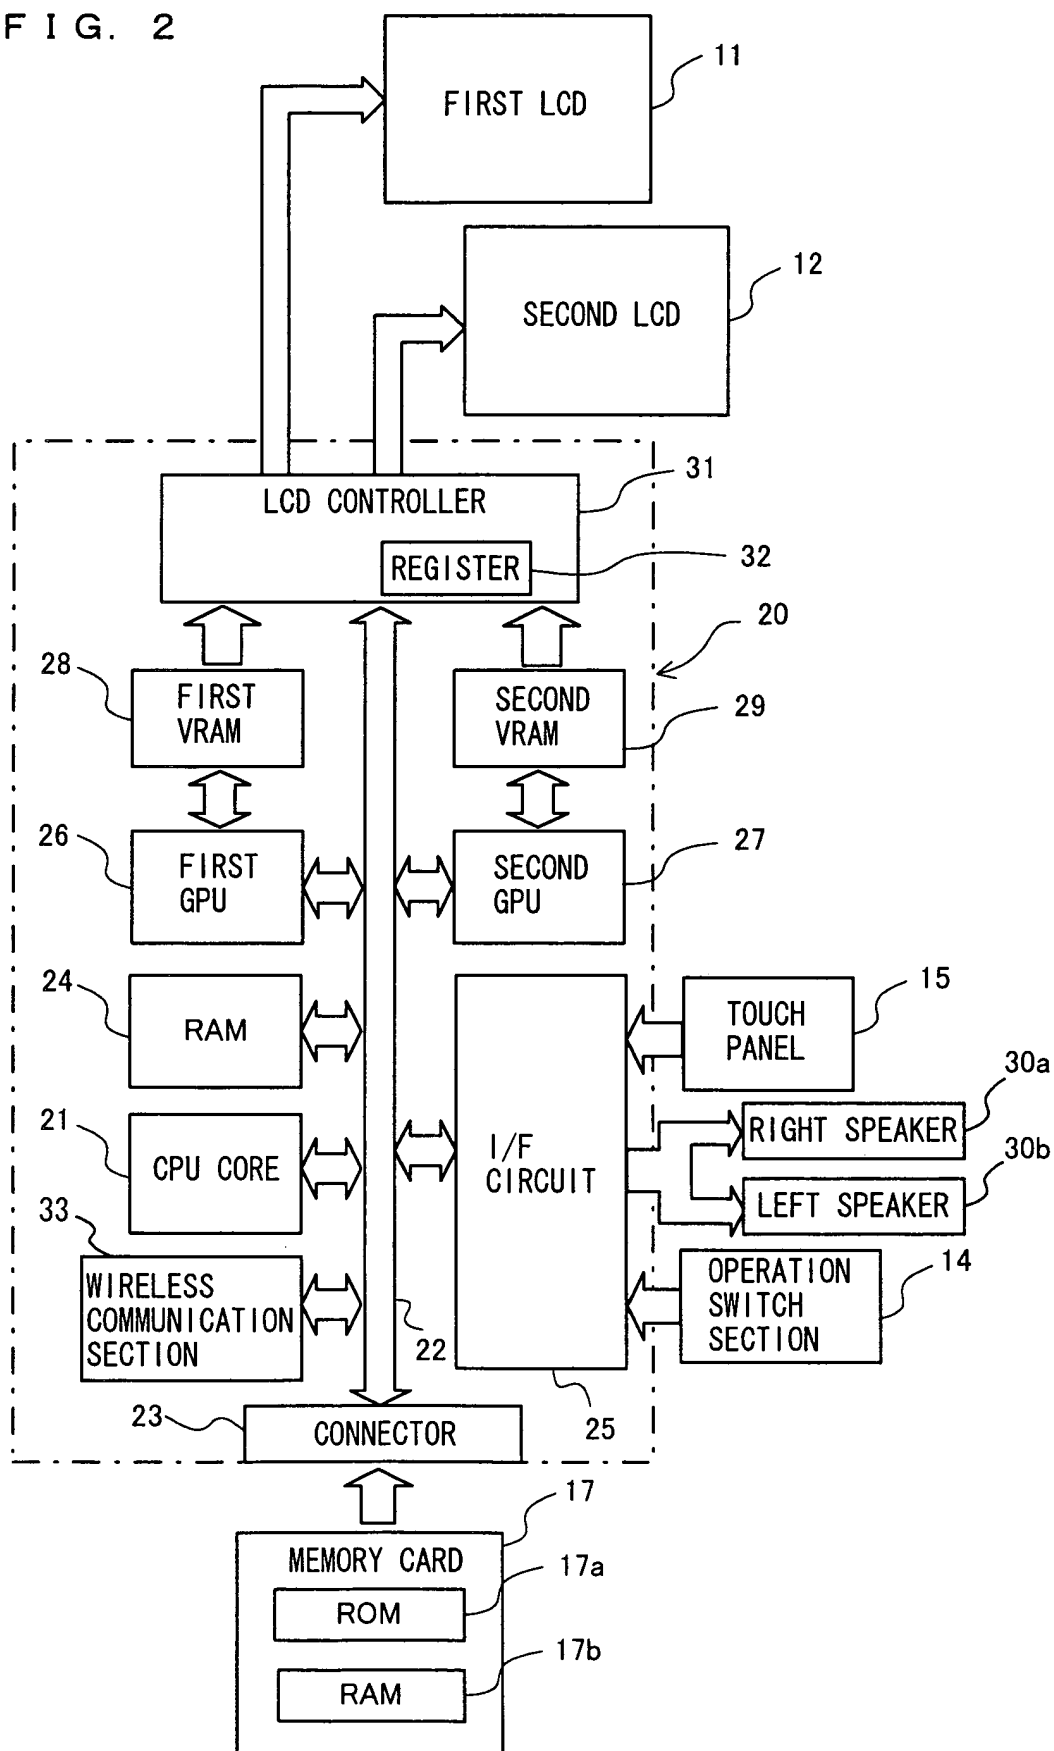 FIG. 2
11
FIRST LCD
12
SECOND LCD
31
LCD CONTROLLER
32
REGISTER
20
28
FIRST
VRAM
SECOND
VRAM
29
26
FIRST
GPU
SECOND
GPU
27
24
RAM
15
TOUCH
PANEL
30a
21
CPU CORE
I/F
CIRCUIT
RIGHT SPEAKER
30b
LEFT SPEAKER
33
WIRELESS
COMMUNICATION
SECTION
14
OPERATION
SWITCH
SECTION
22
25
23
CONNECTOR
17
MEMORY CARD
17a
ROM
17b
RAM